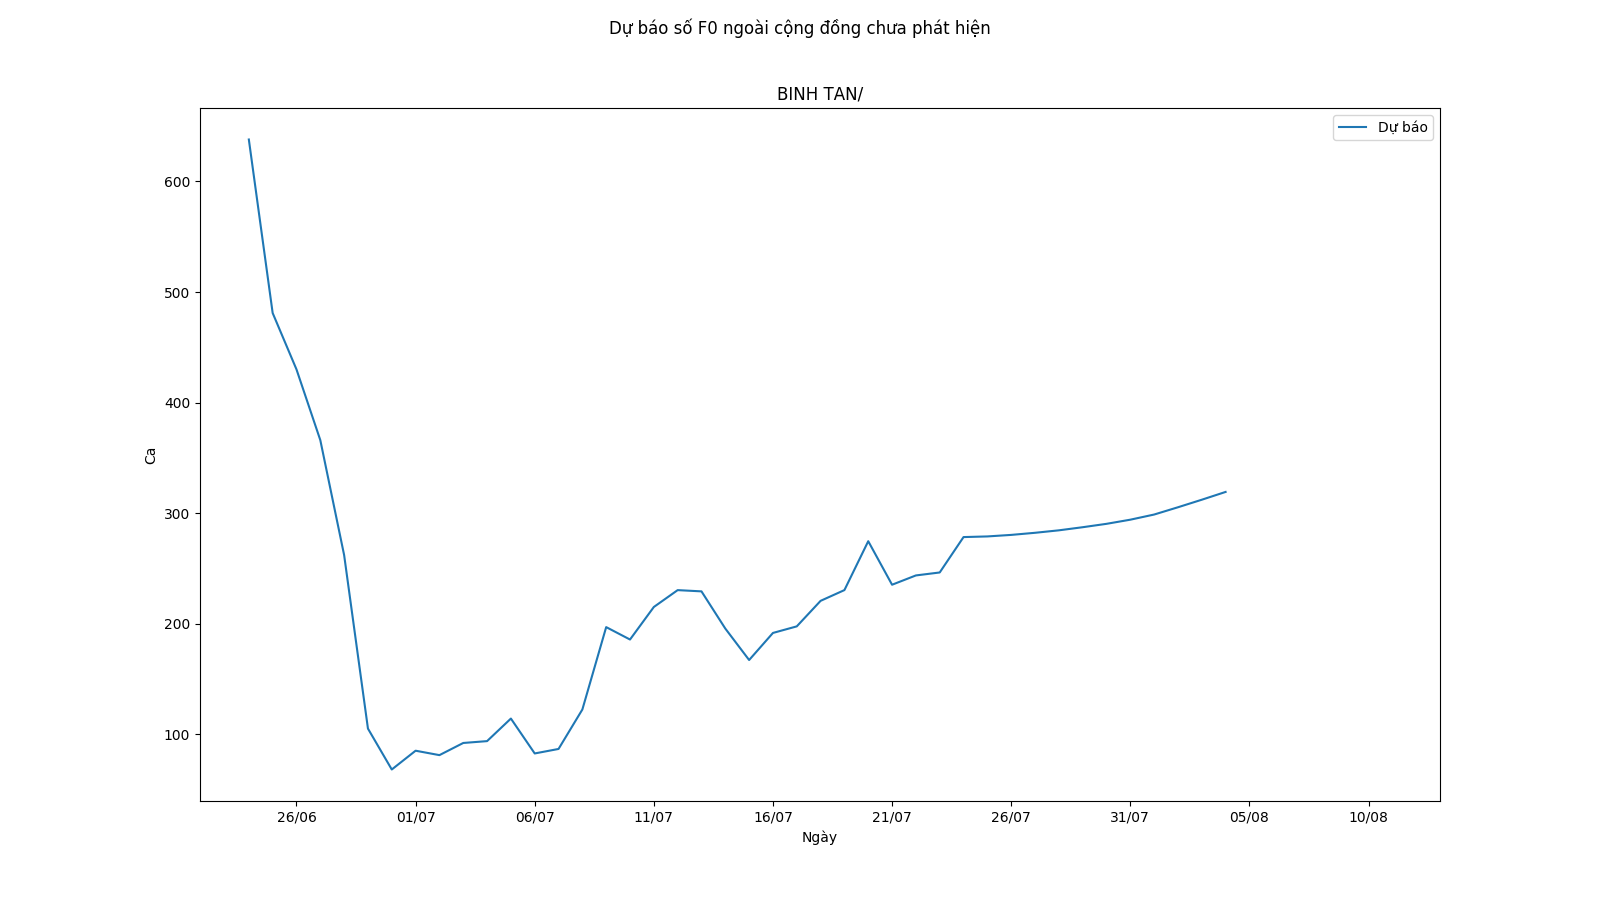 Dự báo số F0 ngoài cộng đồng chưa phát hiện
BINH TAN/
Dự báo
600
500
400
300
200
100
Ca
26/06 01/07 06/07 11/07 16/07 21/07 26/07 31/07 05/08 10/08
Ngày